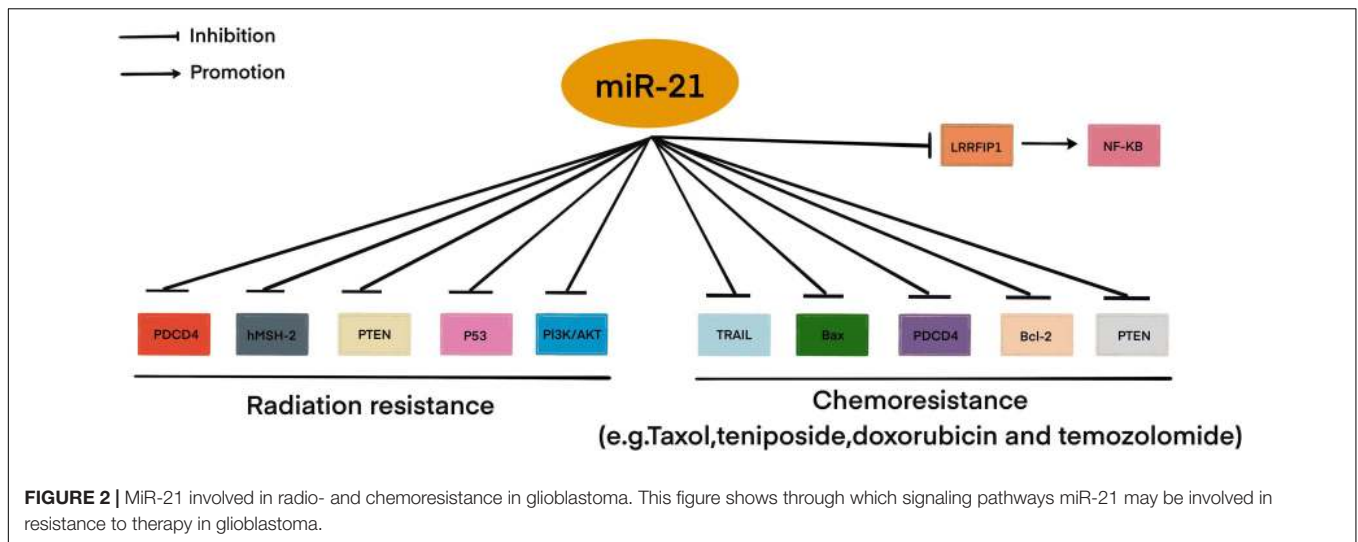 Inhibition
Promotion
miR-21
LRRFIP1
NF-KB
PDCD4
hMSH-2
PTEN
P53
PI3K/AKT
TRAIL
Bax
PDCD4
Bcl-2
PTEN
Radiation resistance
Chemoresistance
(e.g.Taxol,teniposide,doxorubicin and temozolomide)
FIGURE 2 | MiR-21 involved in radio- and chemoresistance in glioblastoma. This figure shows through which signaling pathways miR-21 may be involved in
resistance to therapy in glioblastoma.